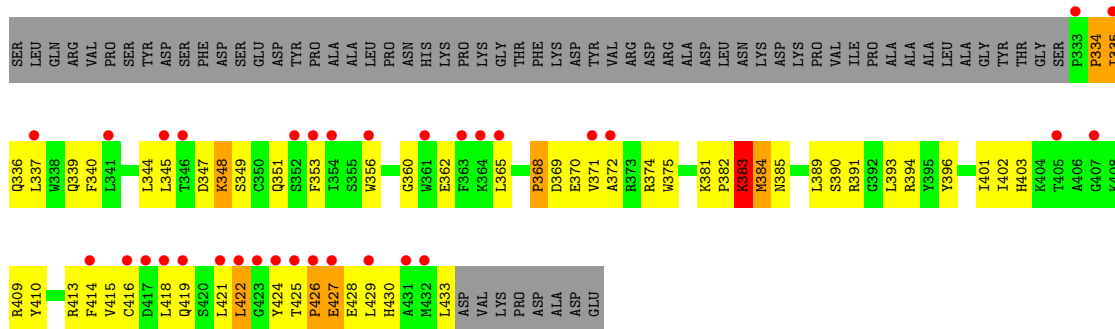 SER LEU GLN ARG VAL PRO SER TYR ASP SER PHE ASP SER GLU ASP TYR PRO ALA ALA LEU PRO ASN HIS LYS PRO LYS GLY THR PHE LYS ASP TYR VAL ARG ASP ARG ALA ASP LEU ASN LYS ASP LYS PRO VAL ILE PRO ALA ALA ALA LEU ALA GLY TYR THR THR GLY SER P333 P334 I335
Q336 L337 W338 Q339 F340 L341 L344 L345 T346 D347 K348 S349 C350 Q351 S352 F353 I354 S355 W356 G360 W361 E362 F363 K364 L365 P368 D369 E370 V371 A372 R373 R374 W375 K381 P382 K383 M384 N385 L389 S390 R391 G392 L393 R394 Y395 Y396 I401 I402 H403 K404 T405 A406 G407 K408
R409 Y410 R413 F414 V415 C416 D417 L418 Q419 S420 L421 L422 G423 Y424 T425 P426 E427 E428 L429 H430 A431 M432 L433 ASP VAL LYS PRO ASP ALA ASP GLU